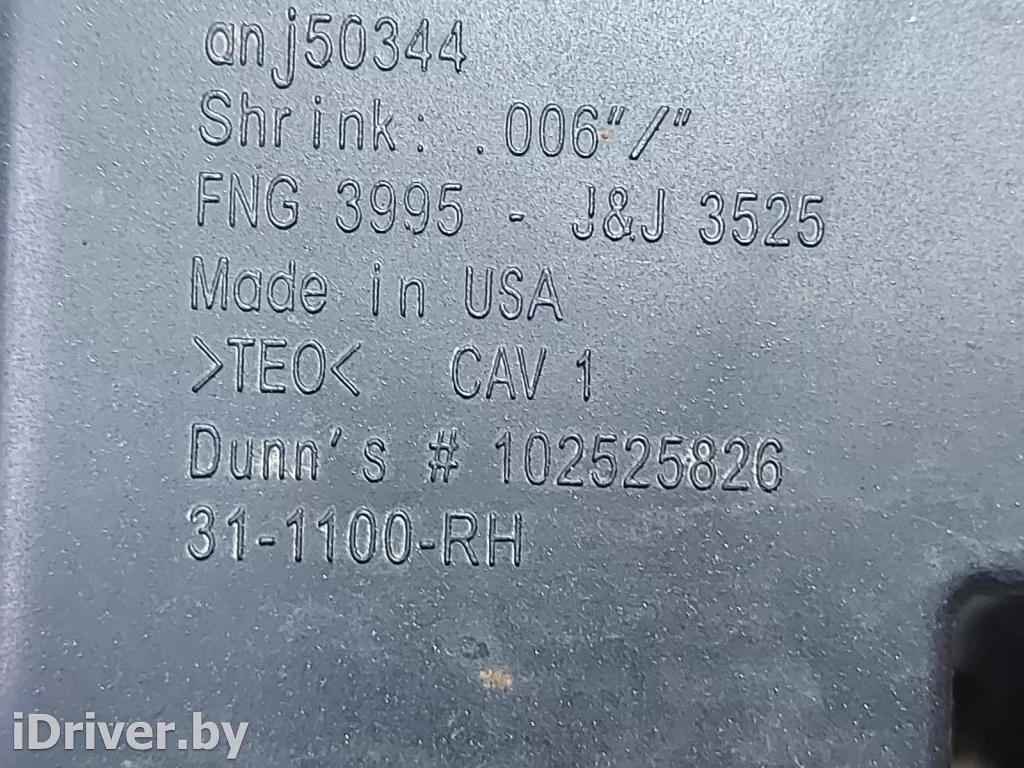 anj50344
Shrink: .006"/"
FNG 3995 - J&J 3525
Made in USA
>TEO< CAV 1
Dunn's # 102525826
31-1100-RH
iDriver.by